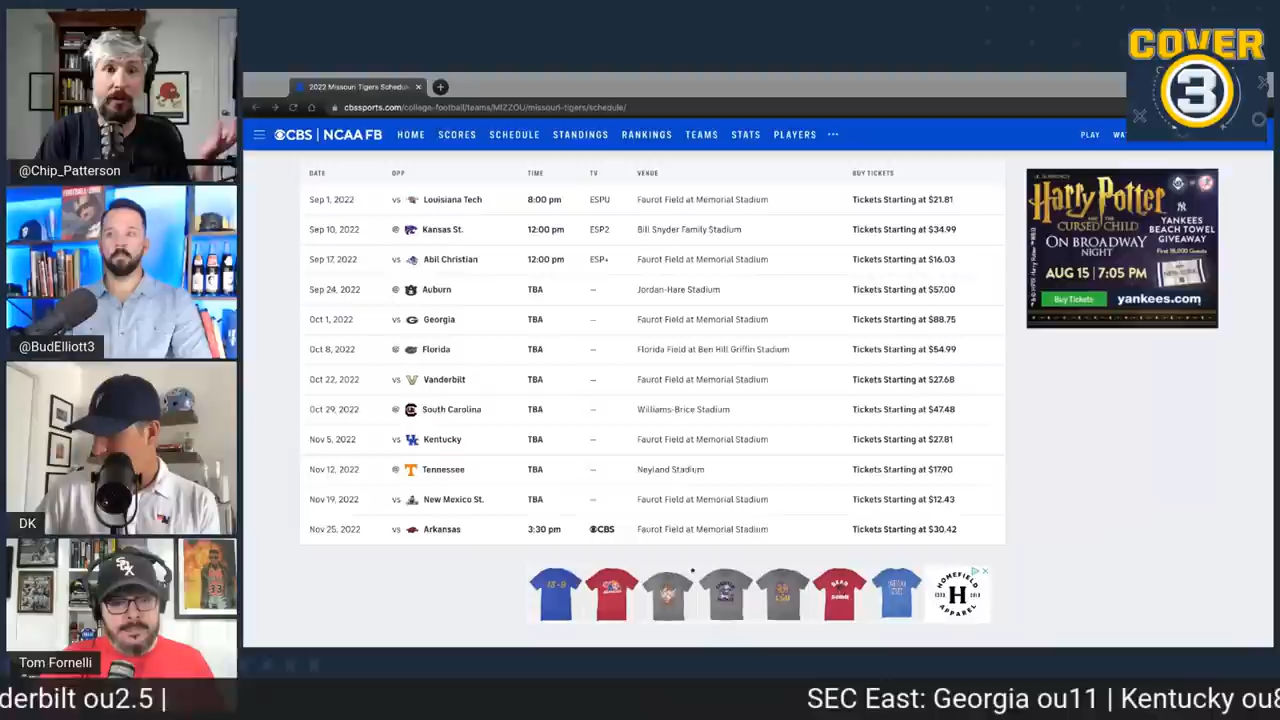 @Chip_Patterson
@BudElliott3
DK
SOX
Tom Fornelli
COVER
3
2022 Missouri Tigers Schedule
cbssports.com/college-football/teams/MIZZOU/missouri-tigers/schedule/
CBS | NCAA FB HOME SCORES SCHEDULE STANDINGS RANKINGS TEAMS STATS PLAYERS ••• PLAY
DATE OPP TIME TV VENUE BUY TICKETS
Sep 1, 2022 vs Louisiana Tech 8:00 pm ESPU Faurot Field at Memorial Stadium Tickets Starting at $21.81
Sep 10, 2022 @ Kansas St. 12:00 pm ESP2 Bill Snyder Family Stadium Tickets Starting at $34.99
Sep 17, 2022 vs Abil Christian 12:00 pm ESP+ Faurot Field at Memorial Stadium Tickets Starting at $16.03
Sep 24, 2022 @ Auburn TBA -- Jordan-Hare Stadium Tickets Starting at $57.00
Oct 1, 2022 vs Georgia TBA -- Faurot Field at Memorial Stadium Tickets Starting at $88.75
Oct 8, 2022 @ Florida TBA -- Florida Field at Ben Hill Griffin Stadium Tickets Starting at $54.99
Oct 22, 2022 vs Vanderbilt TBA -- Faurot Field at Memorial Stadium Tickets Starting at $27.68
Oct 29, 2022 @ South Carolina TBA -- Williams-Brice Stadium Tickets Starting at $47.48
Nov 5, 2022 vs Kentucky TBA -- Faurot Field at Memorial Stadium Tickets Starting at $27.81
Nov 12, 2022 @ Tennessee TBA -- Neyland Stadium Tickets Starting at $17.90
Nov 19, 2022 vs New Mexico St. TBA -- Faurot Field at Memorial Stadium Tickets Starting at $12.43
Nov 25, 2022 vs Arkansas 3:30 pm CBS Faurot Field at Memorial Stadium Tickets Starting at $30.42
Harry Potter
AND THE
CURSED CHILD
ON BROADWAY
NIGHT
AUG 15 | 7:05 PM
Buy Tickets
YANKEES
BEACH TOWEL
GIVEAWAY
yankees.com
HOMEFIELD
H
APPAREL
derbilt ou2.5 | SEC East: Georgia ou11 | Kentucky ou8